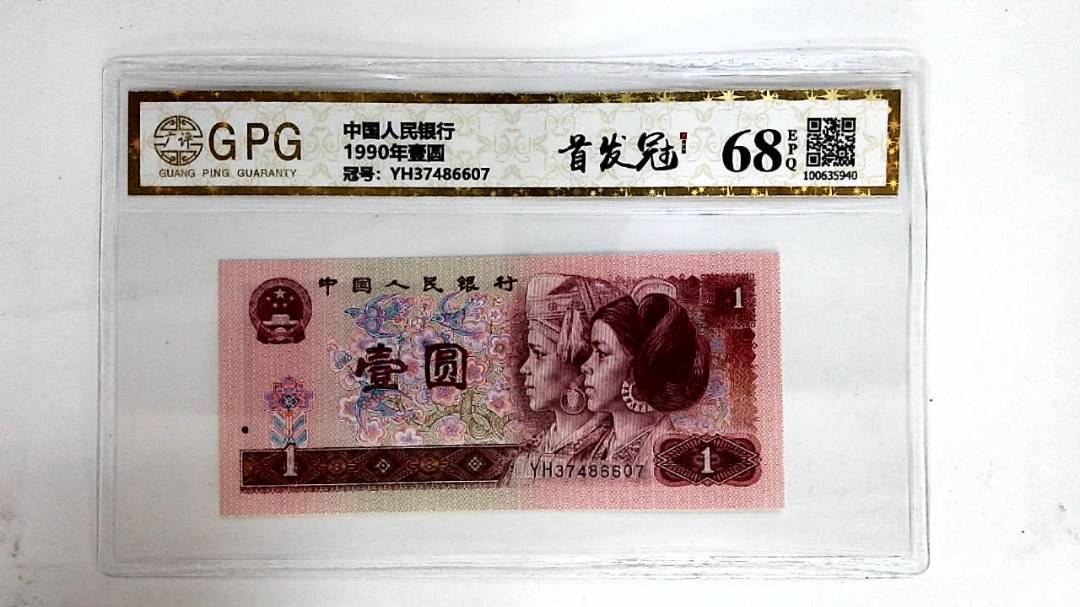 广评
GPG
GUANG PING GUARANTY
中国人民银行
1990年壹圆
冠号：YH37486607
首发冠
68
EPQ
100635940
中国人民银行
1
壹圆
1
YH37486607
1